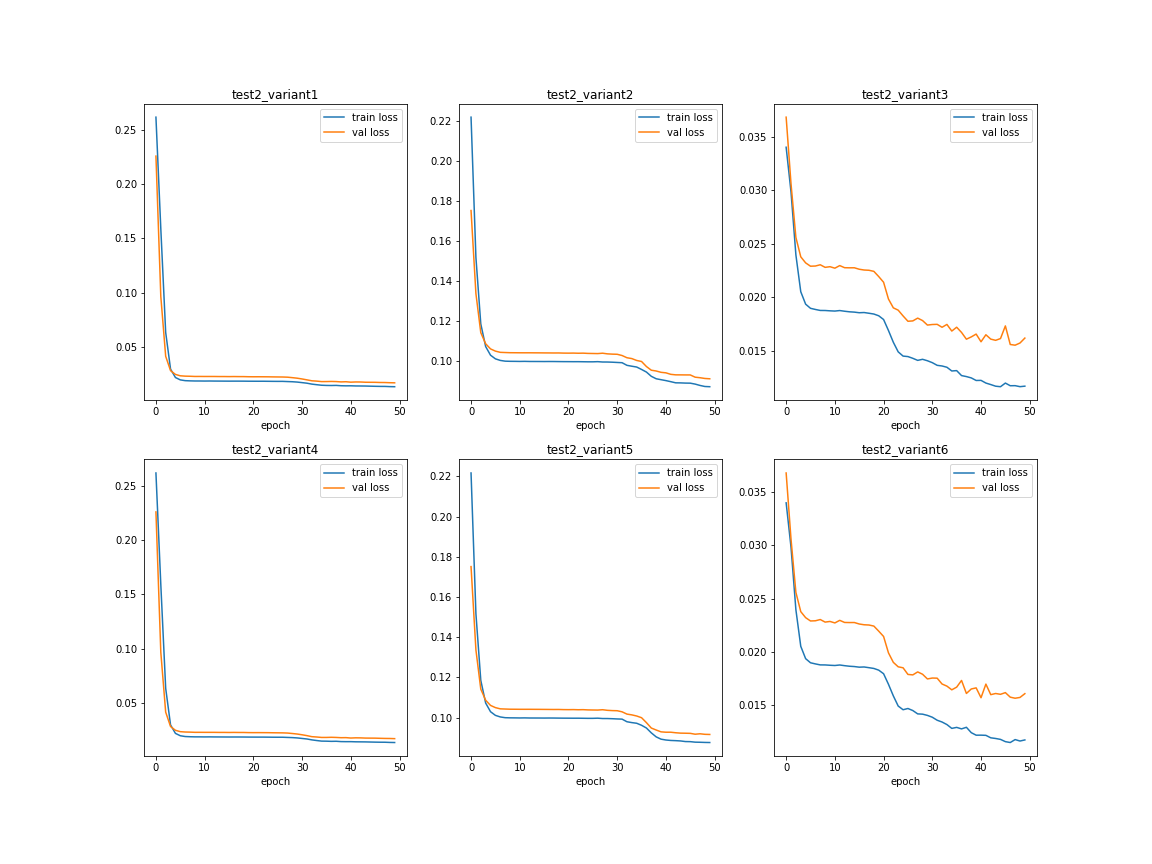 test2_variant1
train loss
val loss
0.25
0.20
0.15
0.10
0.05
0 10 20 30 40 50
epoch
test2_variant2
train loss
val loss
0.22
0.20
0.18
0.16
0.14
0.12
0.10
0 10 20 30 40 50
epoch
test2_variant3
train loss
val loss
0.035
0.030
0.025
0.020
0.015
0 10 20 30 40 50
epoch
test2_variant4
train loss
val loss
0.25
0.20
0.15
0.10
0.05
0 10 20 30 40 50
epoch
test2_variant5
train loss
val loss
0.22
0.20
0.18
0.16
0.14
0.12
0.10
0 10 20 30 40 50
epoch
test2_variant6
train loss
val loss
0.035
0.030
0.025
0.020
0.015
0 10 20 30 40 50
epoch